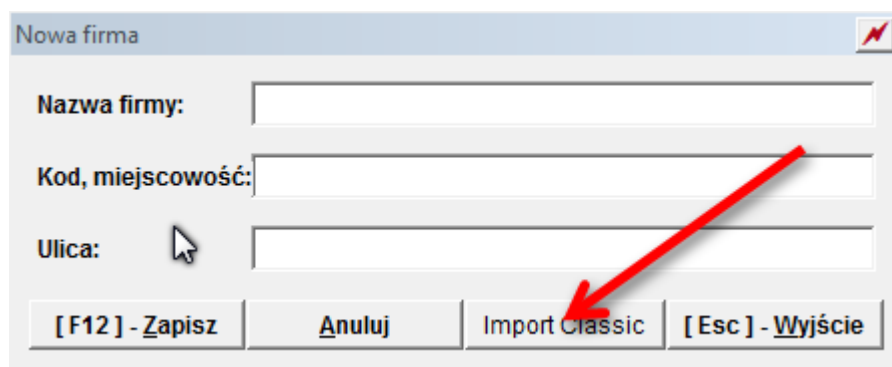 Nowa firma
Nazwa firmy:
Kod, miejscowość:
Ulica:
[ F12 ] - Zapisz Anuluj Import Classic [ Esc ] - Wyjście